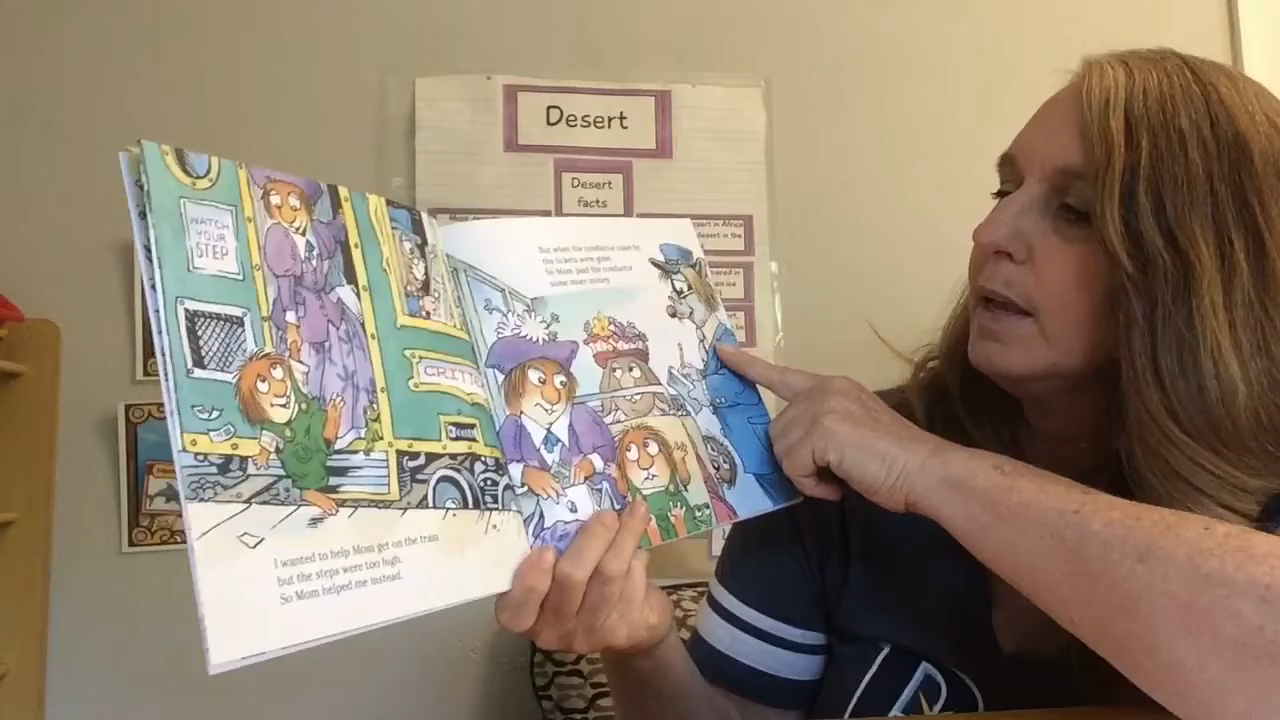 Desert
Desert
facts
WATCH
YOUR
STEP
CRITT
But when the conductor came by,
the tickets were gone.
So Mom paid the conductor
some more money.
I wanted to help Mom get on the train
but the steps were too high.
So Mom helped me instead.